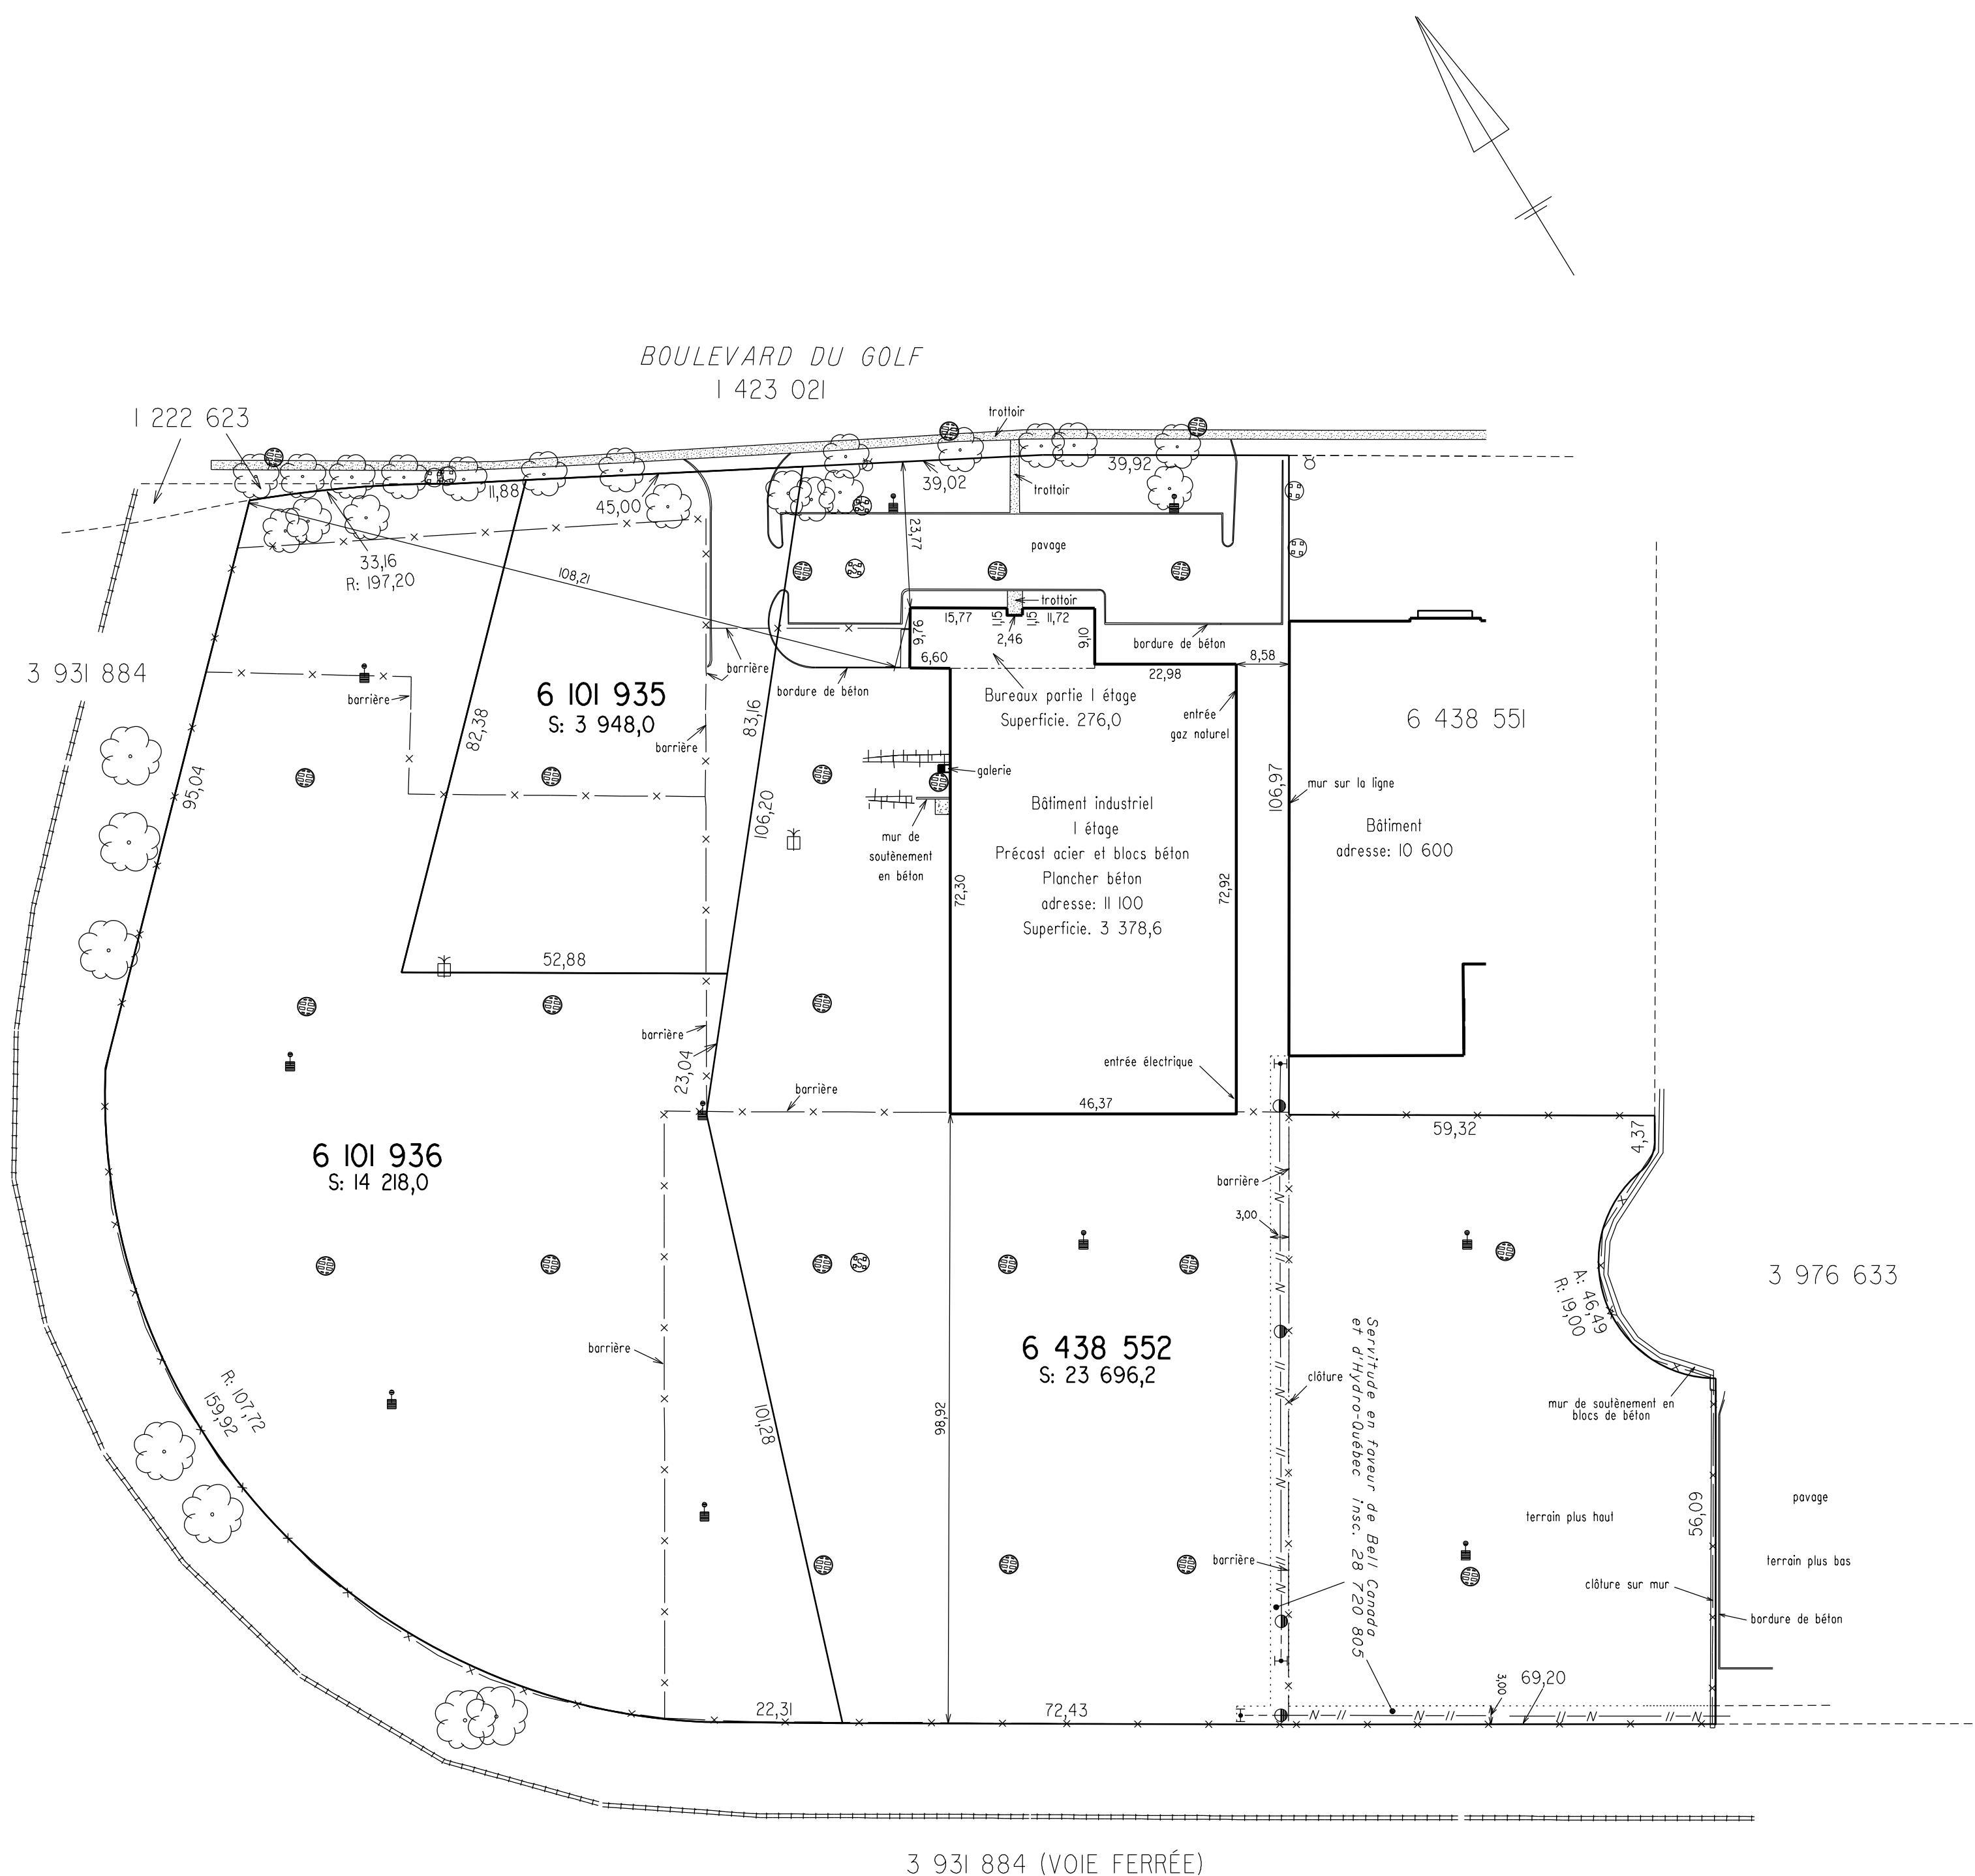 BOULEVARD DU GOLF
1 423 021
1 222 623
trottoir
39,92
39,02
11,88
45,00
trottoir
33,16
R: 197,20
23,77
pavage
108,21
trottoir
15,77
1,15
1,15
11,72
2,46
9,76
9,10
bordure de béton
6,60
8,58
22,98
3 931 884
barrière
barrière
bordure de béton
6 101 935
S: 3 948,0
82,38
83,16
barrière
Bureaux partie 1 étage
Superficie. 276,0
entrée
gaz naturel
6 438 551
galerie
95,04
106,20
106,97
mur sur la ligne
Bâtiment industriel
1 étage
Précast acier et blocs béton
Plancher béton
adresse: 11 100
Superficie. 3 378,6
mur de
soutènement
en béton
Bâtiment
adresse: 10 600
72,30
72,92
52,88
barrière
23,04
entrée électrique
barrière
46,37
59,32
4,37
6 101 936
S: 14 218,0
barrière
3,00
3 976 633
A: 46,49
R: 19,00
barrière
6 438 552
S: 23 696,2
clôture
Servitude en faveur de Bell Canada
et d'Hydro-Québec insc. 28 720 805
mur de soutènement en
blocs de béton
R: 107,72
159,92
101,28
98,92
56,09
pavage
terrain plus haut
barrière
terrain plus bas
clôture sur mur
bordure de béton
3,00
69,20
22,31
72,43
3 931 884 (VOIE FERRÉE)